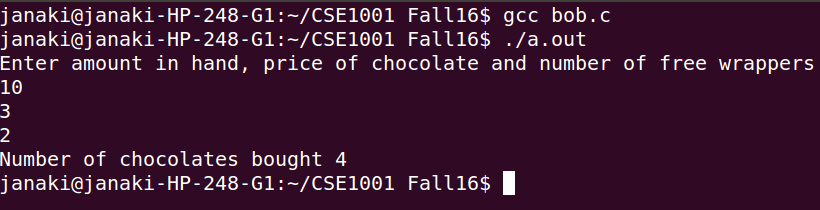 janaki@janaki-HP-248-G1:~/CSE1001 Fall16$ gcc bob.c
janaki@janaki-HP-248-G1:~/CSE1001 Fall16$ ./a.out
Enter amount in hand, price of chocolate and number of free wrappers
10
3
2
Number of chocolates bought 4
janaki@janaki-HP-248-G1:~/CSE1001 Fall16$